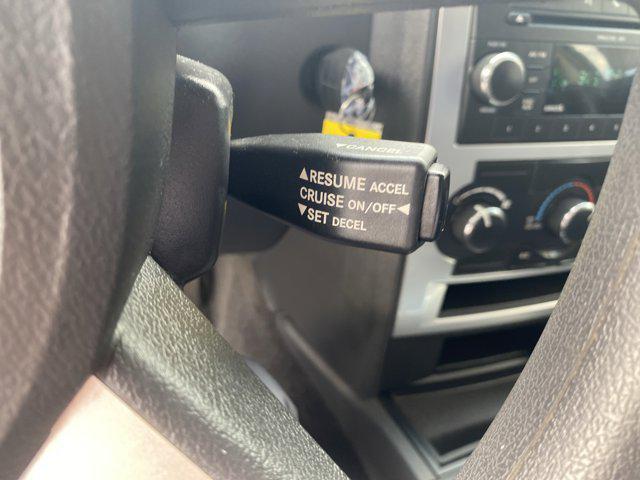 ▼CANCEL
▲RESUME ACCEL
CRUISE ON/OFF◄
▼SET DECEL